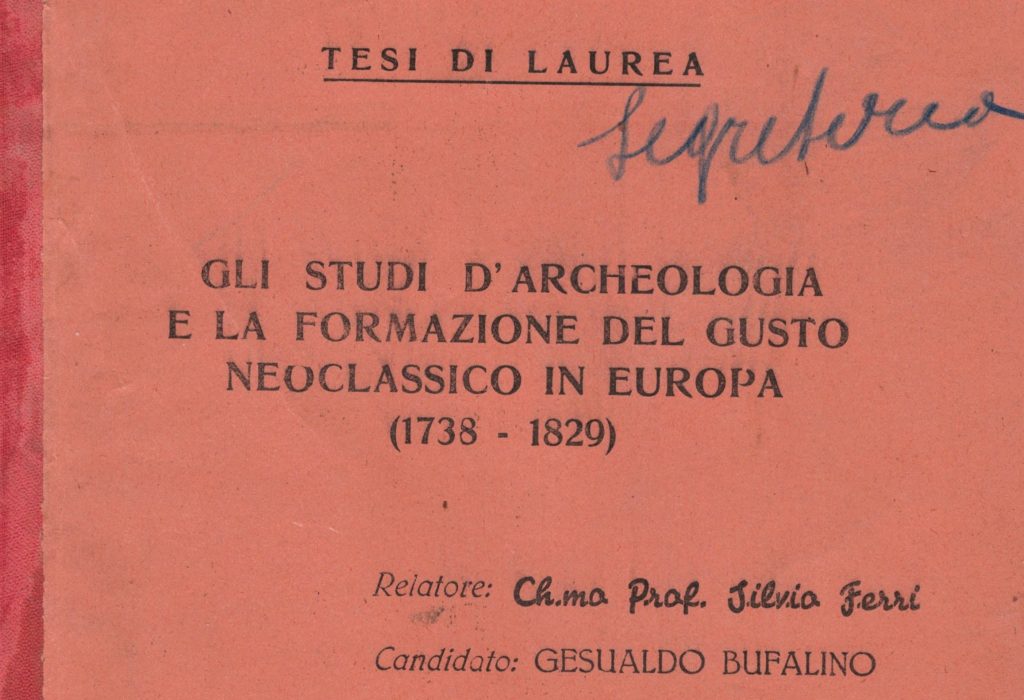 TESI DI LAUREA
Segreteria
GLI STUDI D'ARCHEOLOGIA
E LA FORMAZIONE DEL GUSTO
NEOCLASSICO IN EUROPA
(1738 - 1829)
Relatore: Ch.mo Prof. Silvio Ferri
Candidato: GESUALDO BUFALINO